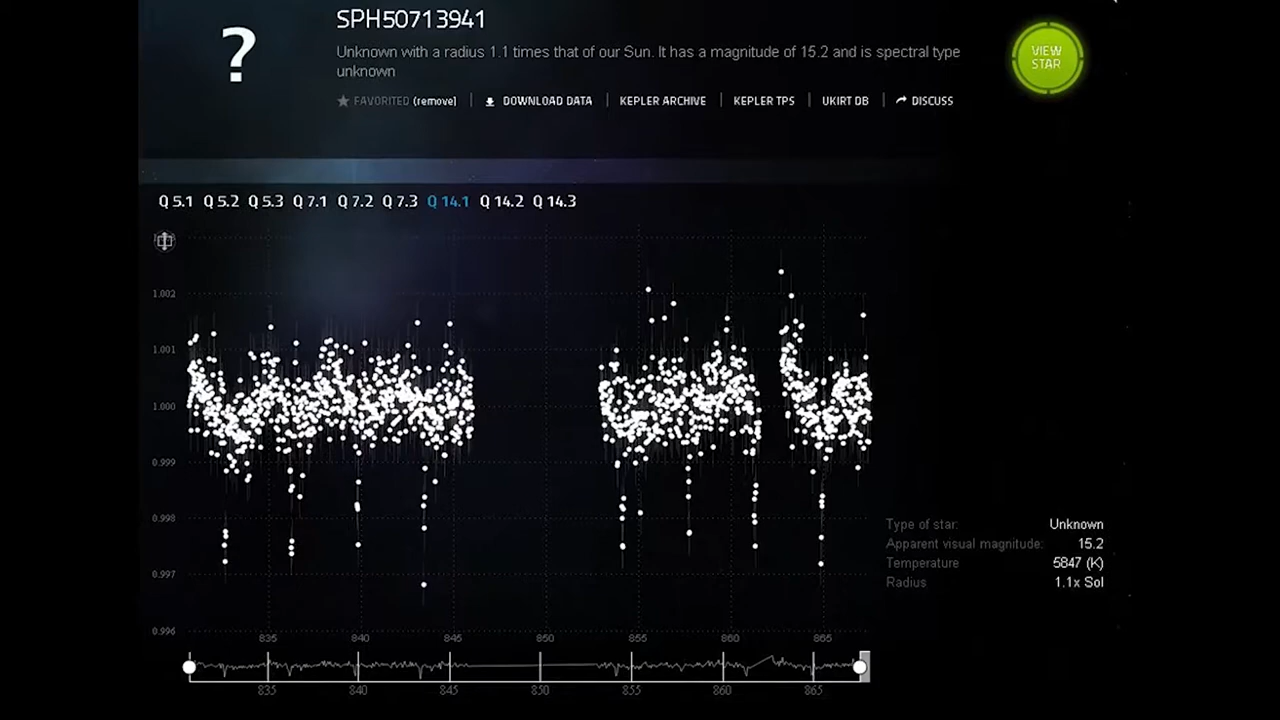 ?
SPH50713941
Unknown with a radius 1.1 times that of our Sun. It has a magnitude of 15.2 and is spectral type
unknown
FAVORITED (remove) DOWNLOAD DATA KEPLER ARCHIVE KEPLER TPS UKIRT DB DISCUSS
VIEW
STAR
Q 5.1 Q 5.2 Q 5.3 Q 7.1 Q 7.2 Q 7.3 Q 14.1 Q 14.2 Q 14.3
1.002
1.001
1.000
0.999
0.998
0.997
0.996
835 840 845 850 855 860 865
835 840 845 850 855 860 865
Type of star: Unknown
Apparent visual magnitude: 15.2
Temperature 5847 (K)
Radius 1.1x Sol